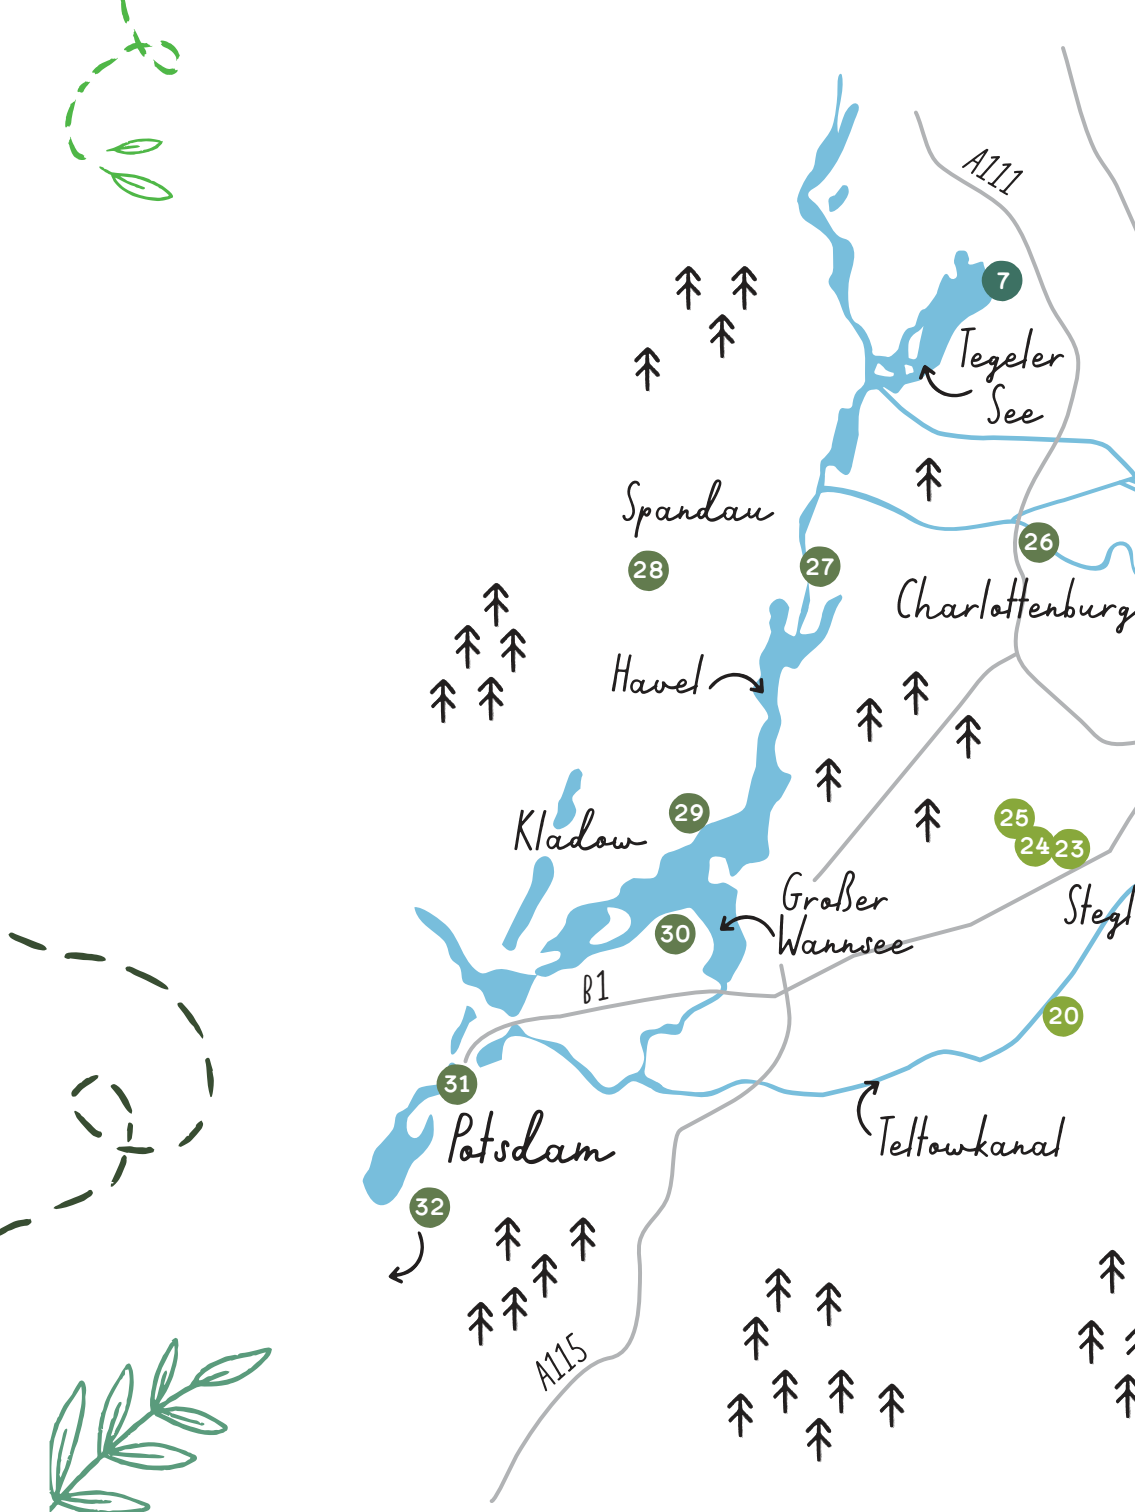 A111
7
Tegeler
See
Spandau
28
27
26
Charlottenburg
Havel
29
Kladow
25
24
23
Großer
Wannsee
30
Stegl
B1
20
31
Potsdam
Teltowkanal
32
A115